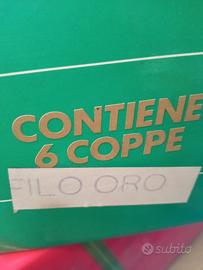 CONTIENE
6 COPPE
FILO ORO
subito